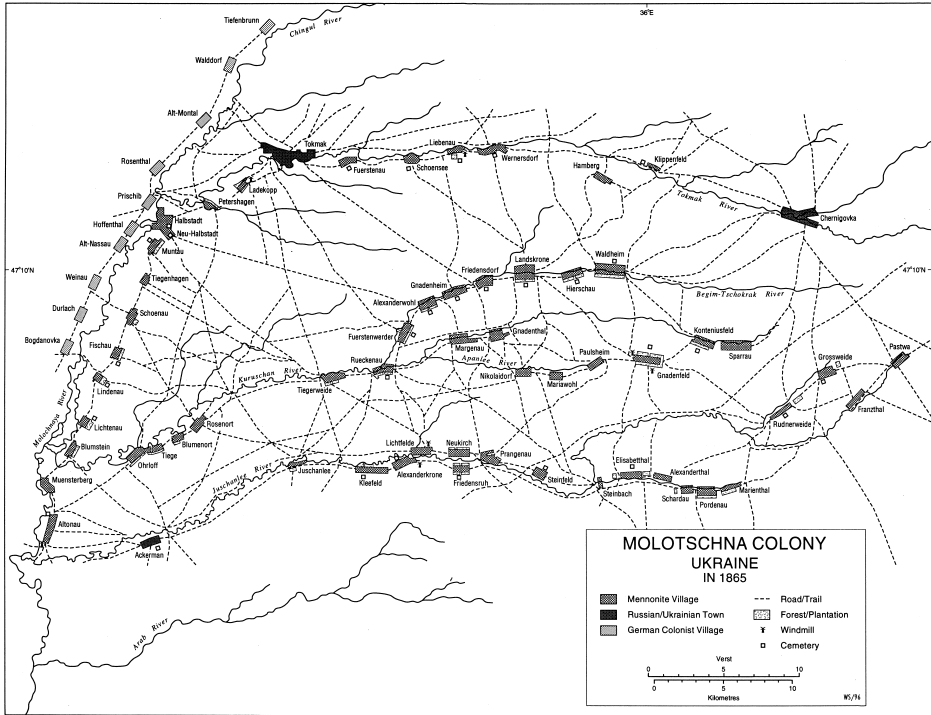 36°E
Tiefenbrunn
Chingul River
Walddorf
Alt-Montal
Tokmak
Liebenau
Wernersdorf
Klippenfeld
Rosenthal
Fuerstenau
Schoensee
Hamberg
Ladekopp
Tokmak River
Prischib
Petershagen
Chernigovka
Halbstadt
Hoffenthal
Neu-Halbstadt
Alt-Nassau
Muntau
47°10'N
Landskrone
Waldheim
47°10'N
Friedensdorf
Weinau
Tiegenhagen
Gnadenheim
Hierschau
Begim-Tschokrak River
Alexanderwohl
Durlach
Schoenau
Fuerstenwerder
Gnadenthal
Konteniusfeld
Bogdanovka
Fischau
Margenau
Paulsheim
Sparrau
Grossweide
Pastwa
Apanlee River
Rueckenau
Kuruschan River
Nikolaidorf
Mariawohl
Gnadenfeld
Lindenau
Tiegerweide
Molochnaya River
Franzthal
Rudnerweide
Lichtenau
Rosenort
Blumenort
Blumstein
Tiege
Ohrloff
Lichtfelde
Neukirch
Prangenau
Elisabetthal
Alexanderthal
Juschanlee River
Juschanlee
Muensterberg
Kleefeld
Alexanderkrone
Friedensruh
Steinfeld
Steinbach
Schardau
Pordenau
Marienthal
Altonau
Ackerman
Arab River
MOLOTSCHNA COLONY
UKRAINE
IN 1865
Mennonite Village
Road/Trail
Russian/Ukrainian Town
Forest/Plantation
German Colonist Village
Windmill
Cemetery
Verst
0 10
0 10
Kilometres
WS/96